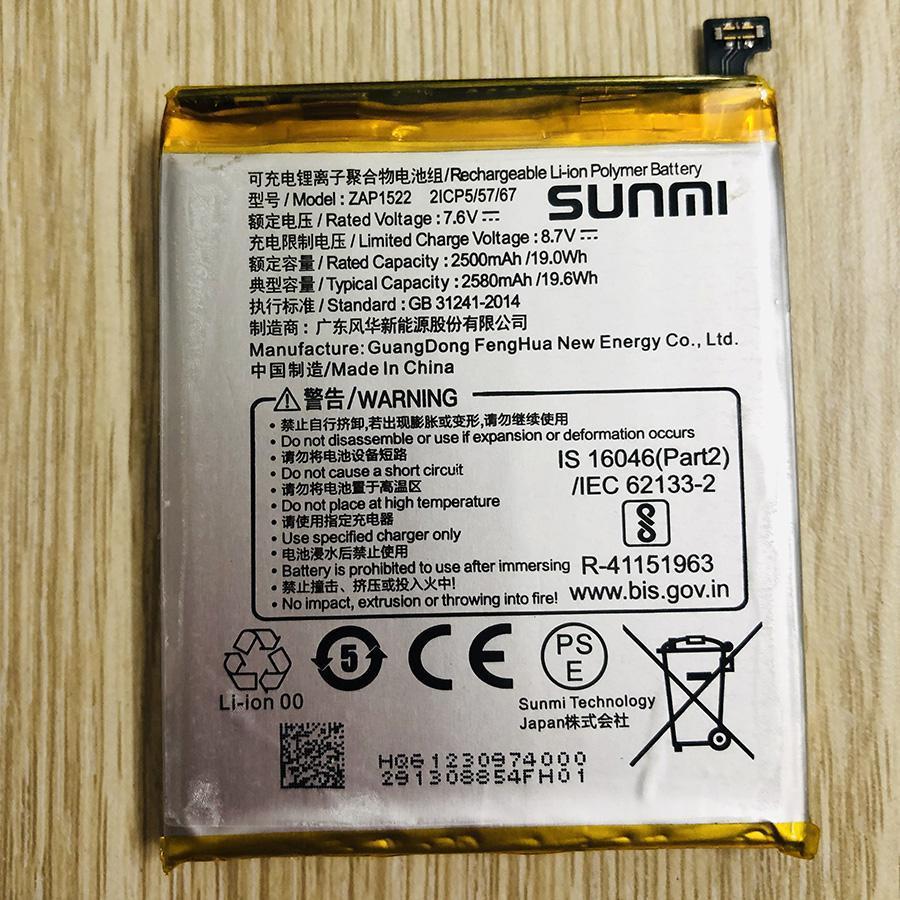 可充电锂离子聚合物电池组/Rechargeable Li-ion Polymer Battery
型号/Model : ZAP1522 2ICP5/57/67
SUNMI
额定电压/Rated Voltage : 7.6V⎓
充电限制电压/Limited Charge Voltage : 8.7V⎓
额定容量/Rated Capacity : 2500mAh/19.0Wh
典型容量/Typical Capacity : 2580mAh/19.6Wh
执行标准/Standard : GB 31241-2014
制造商：广东风华新能源股份有限公司
Manufacture: GuangDong FengHua New Energy Co., Ltd.
中国制造/Made In China
警告/WARNING
• 禁止自行挤卸,若出现膨胀或变形,请勿继续使用
• Do not disassemble or use if expansion or deformation occurs
• 请勿将电池设备短路
• Do not cause a short circuit
• 请勿将电池置于高温区
• Do not place at high temperature
• 请使用指定充电器
• Use specified charger only
• 电池浸水后禁止使用
• Battery is prohibited to use after immersing
• 禁止撞击、挤压或投入火中!
• No impact, extrusion or throwing into fire!
IS 16046(Part2)
/IEC 62133-2
R-41151963
www.bis.gov.in
Li-ion 00
5
CE
PS
E
Sunmi Technology
Japan株式会社
HQ61230974000
291308854FH01